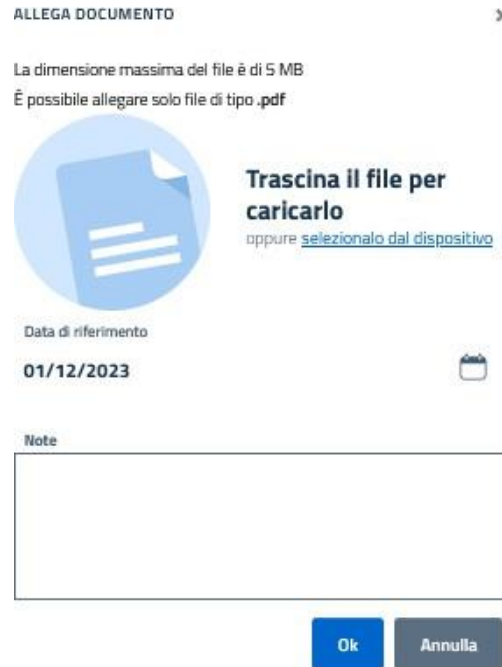 ALLEGA DOCUMENTO
La dimensione massima del file è di 5 MB
È possibile allegare solo file di tipo .pdf
Trascina il file per
caricarlo
oppure selezionalo dal dispositivo
Data di riferimento
01/12/2023
Note
Ok
Annulla